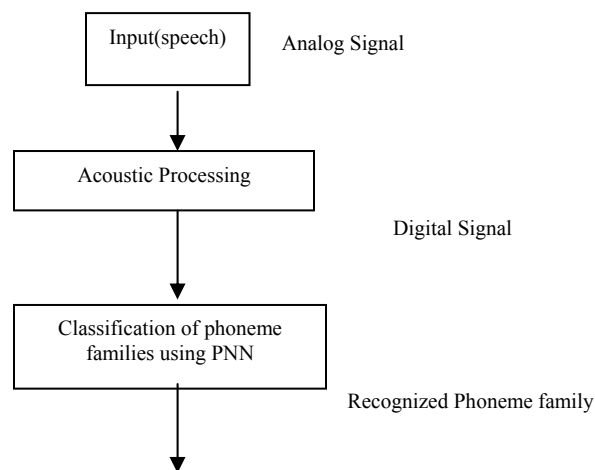 Input(speech)
Analog Signal
Acoustic Processing
Digital Signal
Classification of phoneme
families using PNN
Recognized Phoneme family